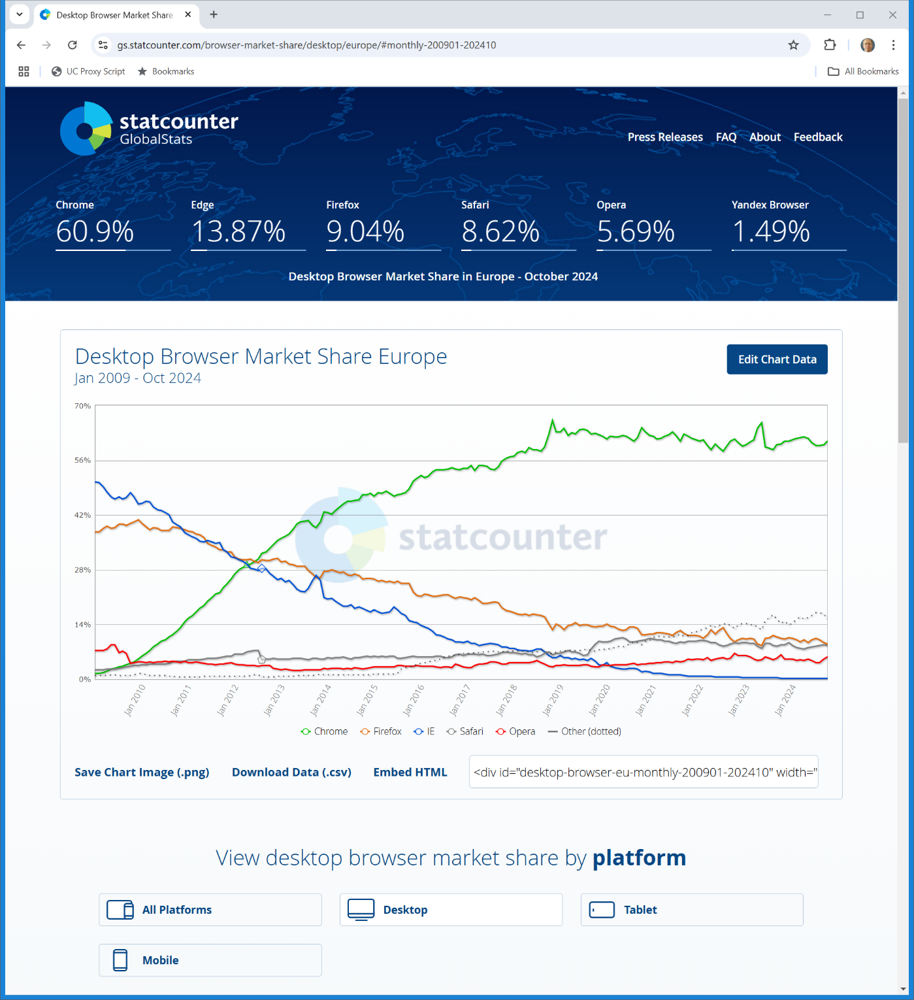 Desktop Browser Market Share
gs.statcounter.com/browser-market-share/desktop/europe/#monthly-200901-202410
UC Proxy Script Bookmarks All Bookmarks
statcounter
GlobalStats
Press Releases FAQ About Feedback
Chrome Edge Firefox Safari Opera Yandex Browser
60.9% 13.87% 9.04% 8.62% 5.69% 1.49%
Desktop Browser Market Share in Europe - October 2024
Desktop Browser Market Share Europe
Jan 2009 - Oct 2024
Edit Chart Data
70%
56%
42%
statcounter
28%
14%
0%
Jan 2010 Jan 2011 Jan 2012 Jan 2013 Jan 2014 Jan 2015 Jan 2016 Jan 2017 Jan 2018 Jan 2019 Jan 2020 Jan 2021 Jan 2022 Jan 2023 Jan 2024
Chrome Firefox IE Safari Opera Other (dotted)
Save Chart Image (.png) Download Data (.csv) Embed HTML <div id="desktop-browser-eu-monthly-200901-202410" width="
View desktop browser market share by platform
All Platforms Desktop Tablet
Mobile